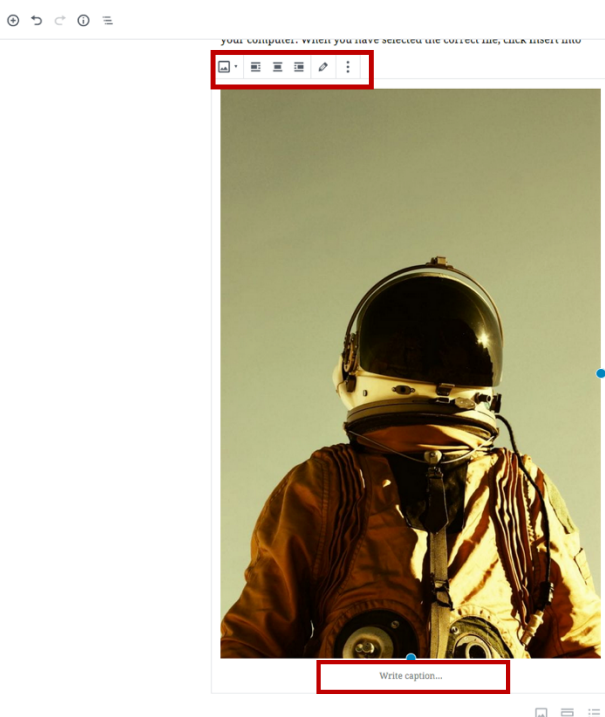 your computer. When you have selected the correct file, click Insert into
Write caption...